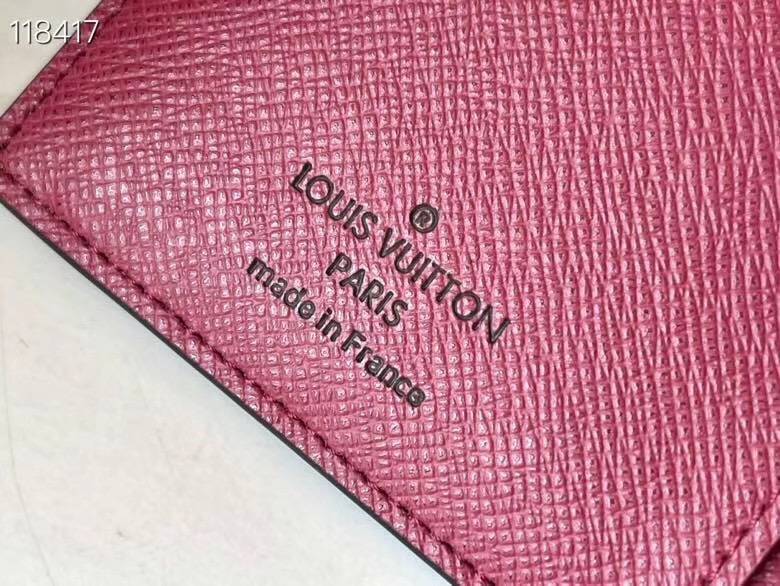 118417
®
LOUIS VUITTON
PARIS
made in France